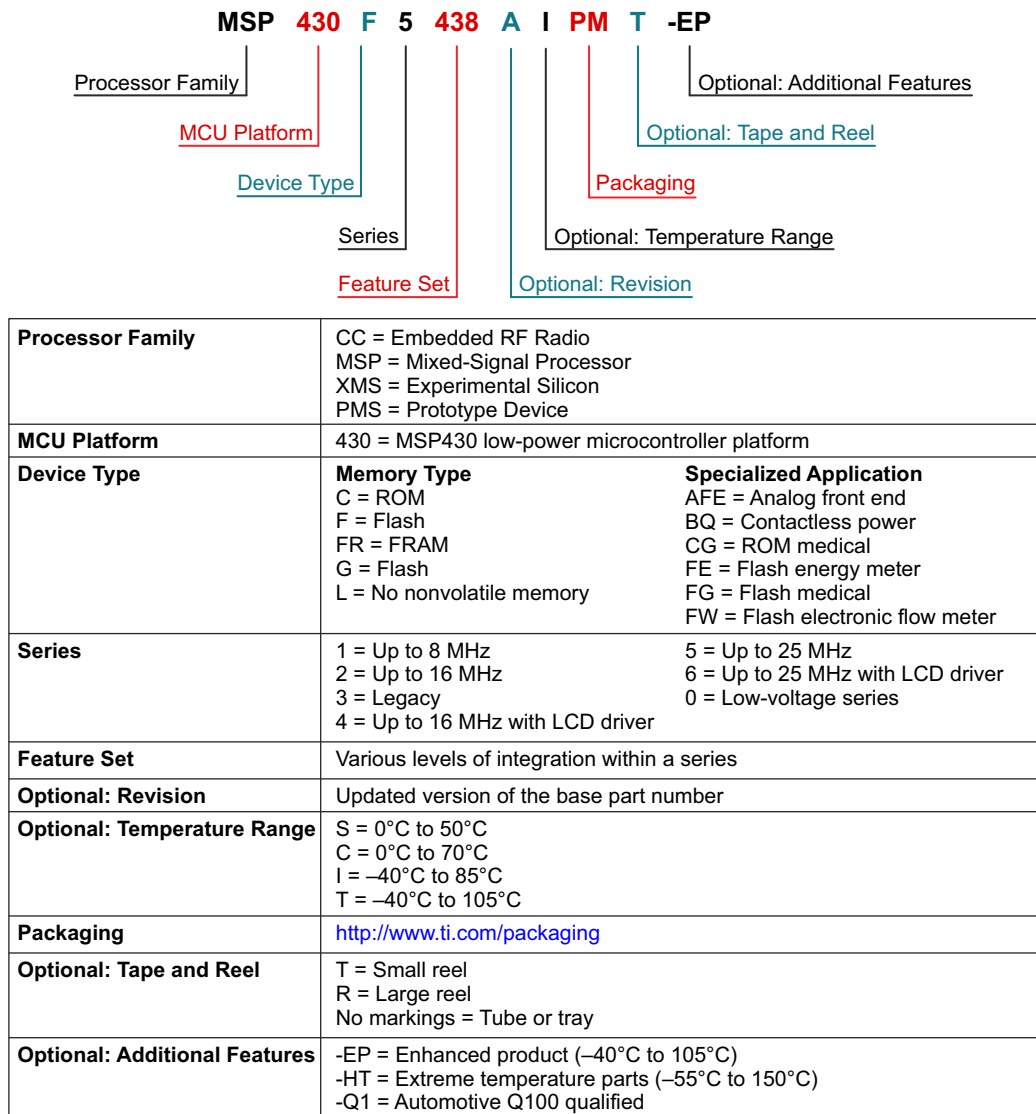 MSP 430 F 5 438 A I PM T -EP
Processor Family
Optional: Additional Features
MCU Platform
Optional: Tape and Reel
Device Type
Packaging
Series
Optional: Temperature Range
Feature Set
Optional: Revision
Processor Family
CC = Embedded RF Radio
MSP = Mixed-Signal Processor
XMS = Experimental Silicon
PMS = Prototype Device
MCU Platform
430 = MSP430 low-power microcontroller platform
Device Type
Memory Type
C = ROM
F = Flash
FR = FRAM
G = Flash
L = No nonvolatile memory
Specialized Application
AFE = Analog front end
BQ = Contactless power
CG = ROM medical
FE = Flash energy meter
FG = Flash medical
FW = Flash electronic flow meter
Series
1 = Up to 8 MHz
2 = Up to 16 MHz
3 = Legacy
4 = Up to 16 MHz with LCD driver
5 = Up to 25 MHz
6 = Up to 25 MHz with LCD driver
0 = Low-voltage series
Feature Set
Various levels of integration within a series
Optional: Revision
Updated version of the base part number
Optional: Temperature Range
S = 0°C to 50°C
C = 0°C to 70°C
I = –40°C to 85°C
T = –40°C to 105°C
Packaging
http://www.ti.com/packaging
Optional: Tape and Reel
T = Small reel
R = Large reel
No markings = Tube or tray
Optional: Additional Features
-EP = Enhanced product (–40°C to 105°C)
-HT = Extreme temperature parts (–55°C to 150°C)
-Q1 = Automotive Q100 qualified